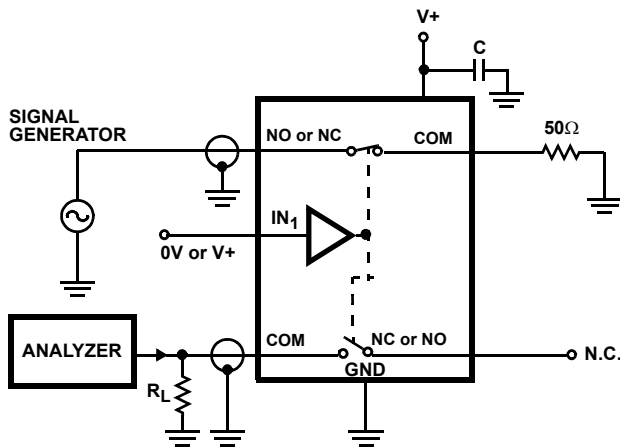 V+
C
SIGNAL
GENERATOR
NO or NC
COM
50Ω
IN1
0V or V+
ANALYZER
COM
NC or NO
N.C.
GND
RL